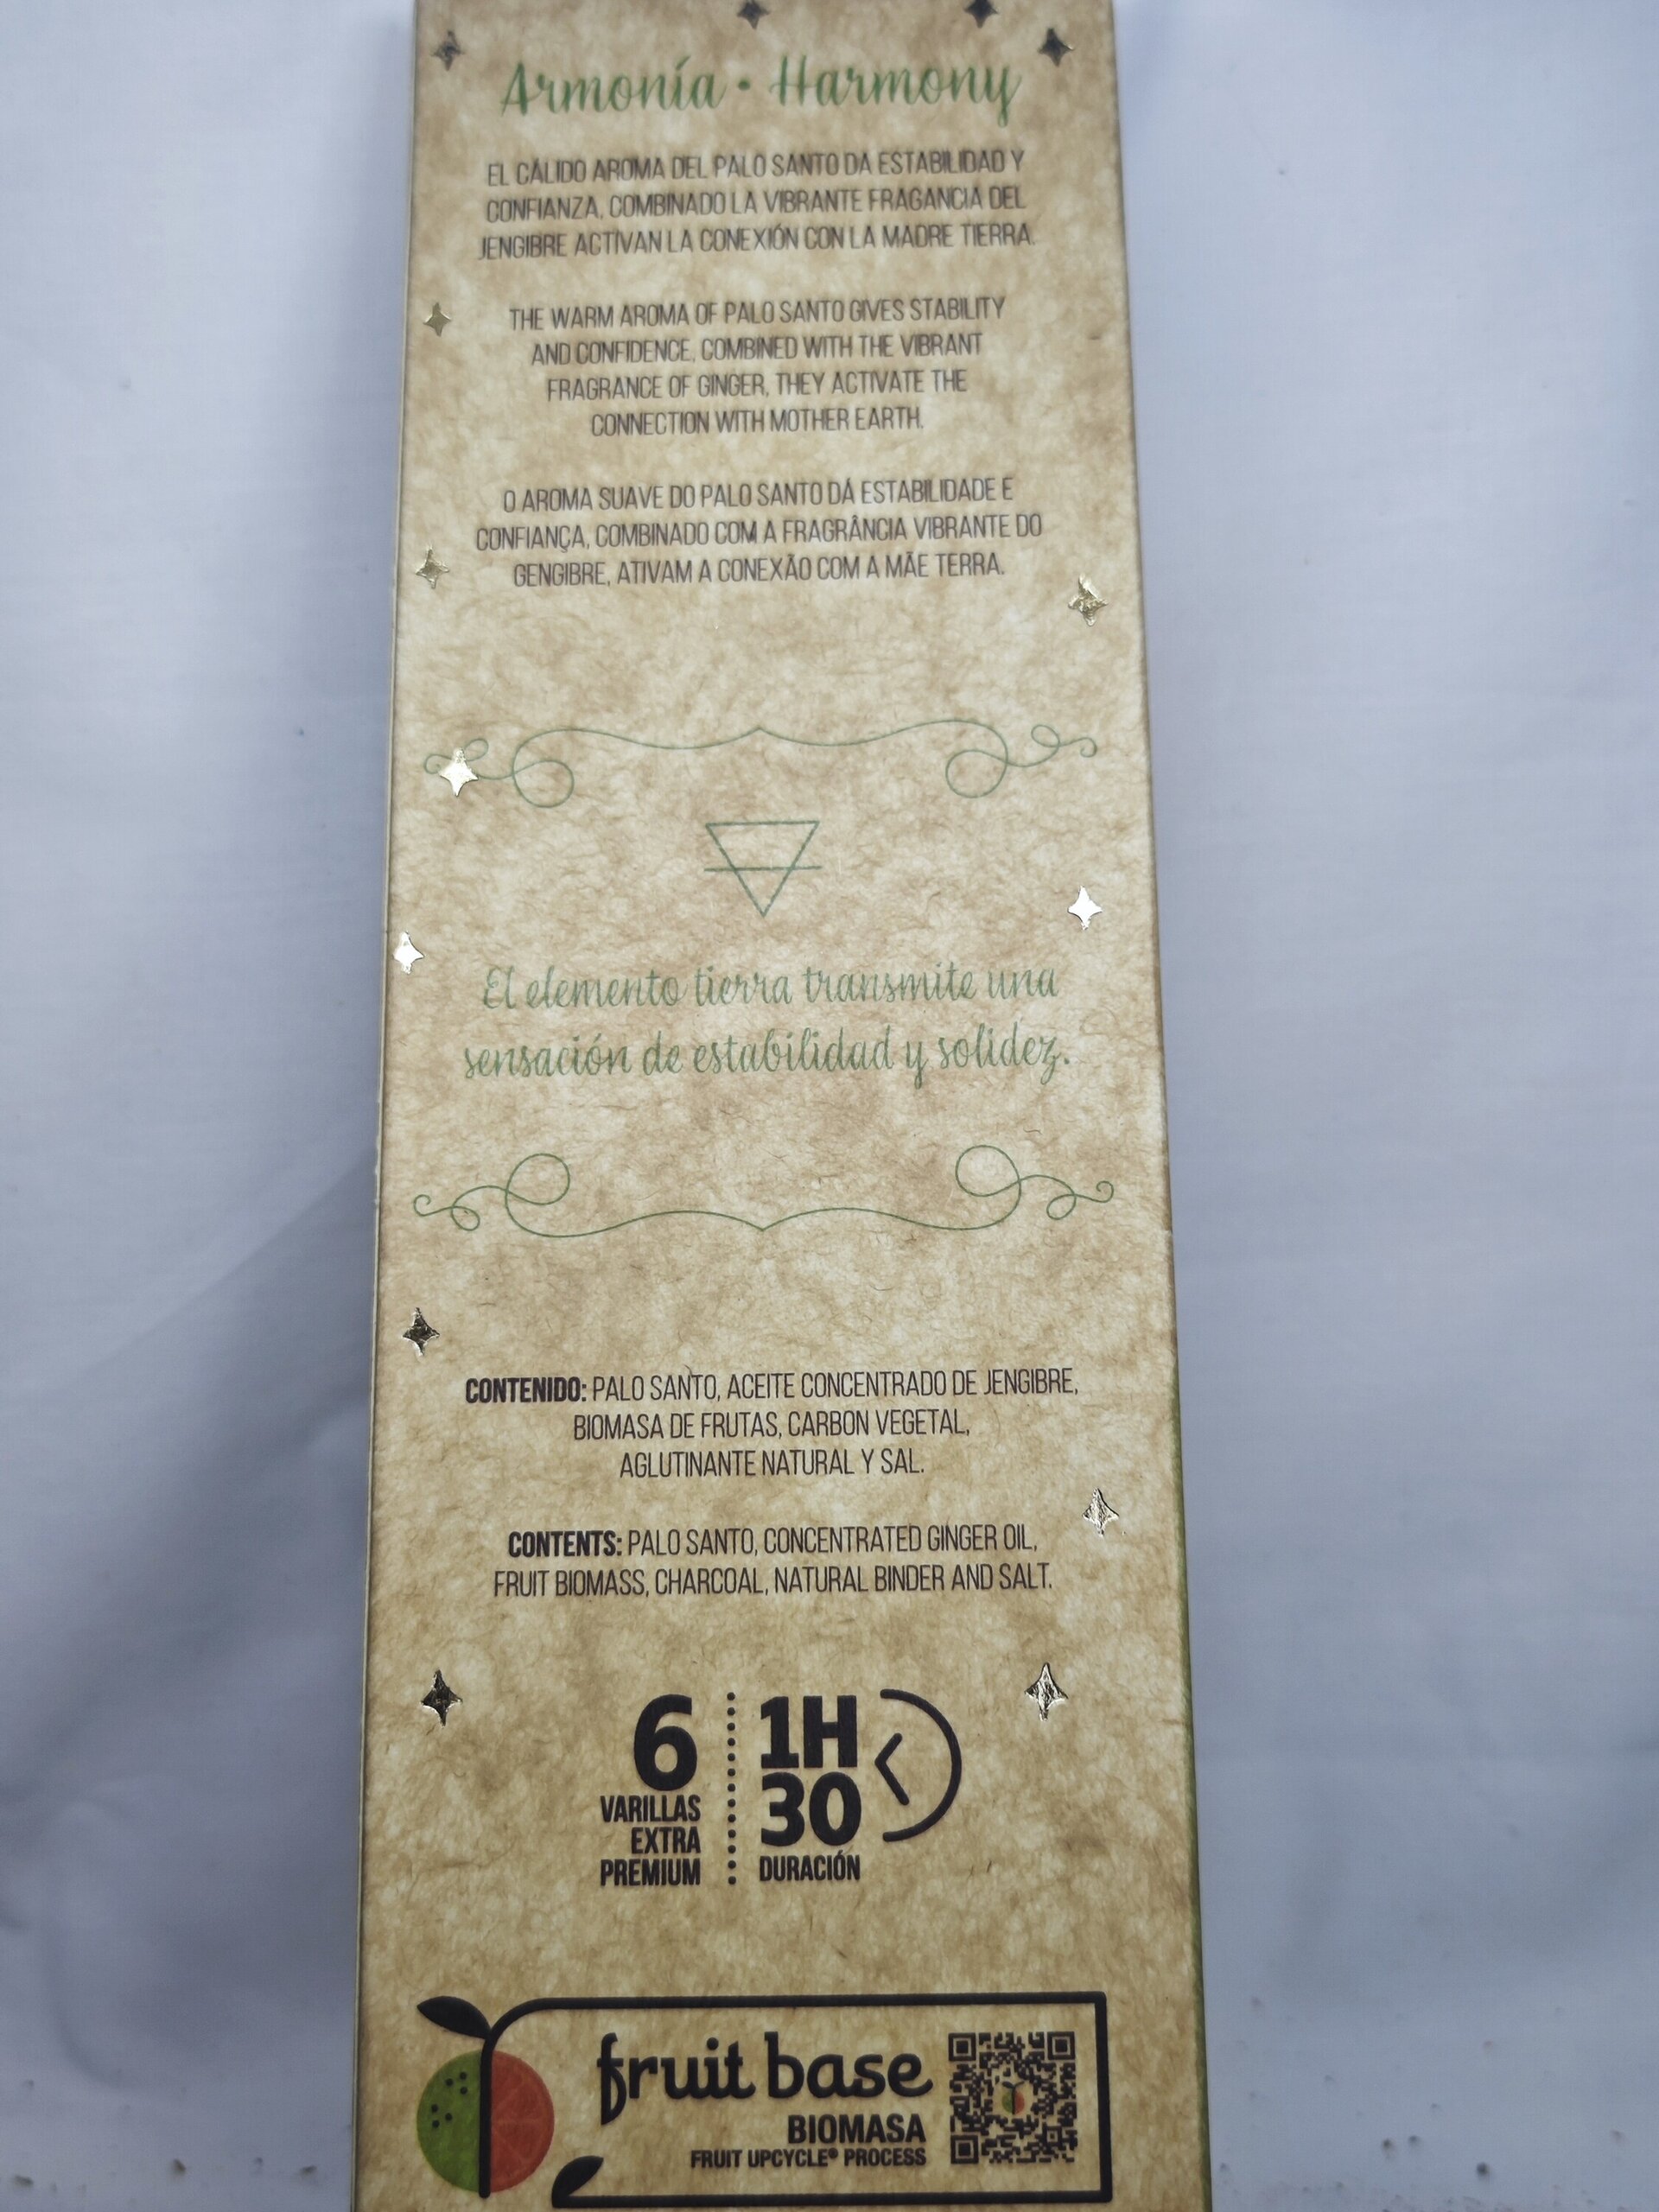 Armonía • Harmony
EL CÁLIDO AROMA DEL PALO SANTO DA ESTABILIDAD Y
CONFIANZA, COMBINADO LA VIBRANTE FRAGANCIA DEL
JENGIBRE ACTIVAN LA CONEXIÓN CON LA MADRE TIERRA.
THE WARM AROMA OF PALO SANTO GIVES STABILITY
AND CONFIDENCE, COMBINED WITH THE VIBRANT
FRAGRANCE OF GINGER, THEY ACTIVATE THE
CONNECTION WITH MOTHER EARTH.
O AROMA SUAVE DO PALO SANTO DÁ ESTABILIDADE E
CONFIANÇA, COMBINADO COM A FRAGRÂNCIA VIBRANTE DO
GENGIBRE, ATIVAM A CONEXÃO COM A MÃE TERRA.
El elemento tierra transmite una
sensación de estabilidad y solidez.
CONTENIDO: PALO SANTO, ACEITE CONCENTRADO DE JENGIBRE,
BIOMASA DE FRUTAS, CARBON VEGETAL,
AGLUTINANTE NATURAL Y SAL.
CONTENTS: PALO SANTO, CONCENTRATED GINGER OIL,
FRUIT BIOMASS, CHARCOAL, NATURAL BINDER AND SALT.
6
VARILLAS
EXTRA
PREMIUM
1H
30
DURACIÓN
fruit base
BIOMASA
FRUIT UPCYCLE® PROCESS